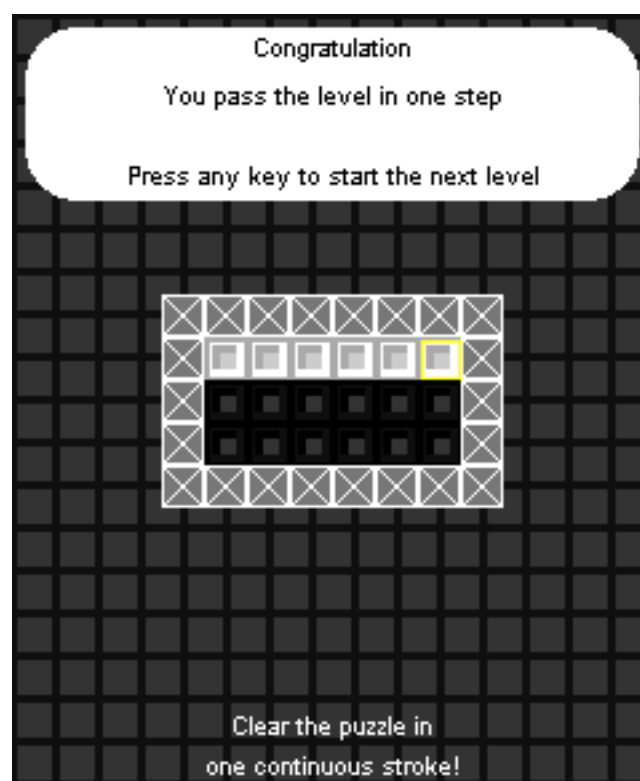 Congratulation
You pass the level in one step
Press any key to start the next level
Clear the puzzle in
one continuous stroke!